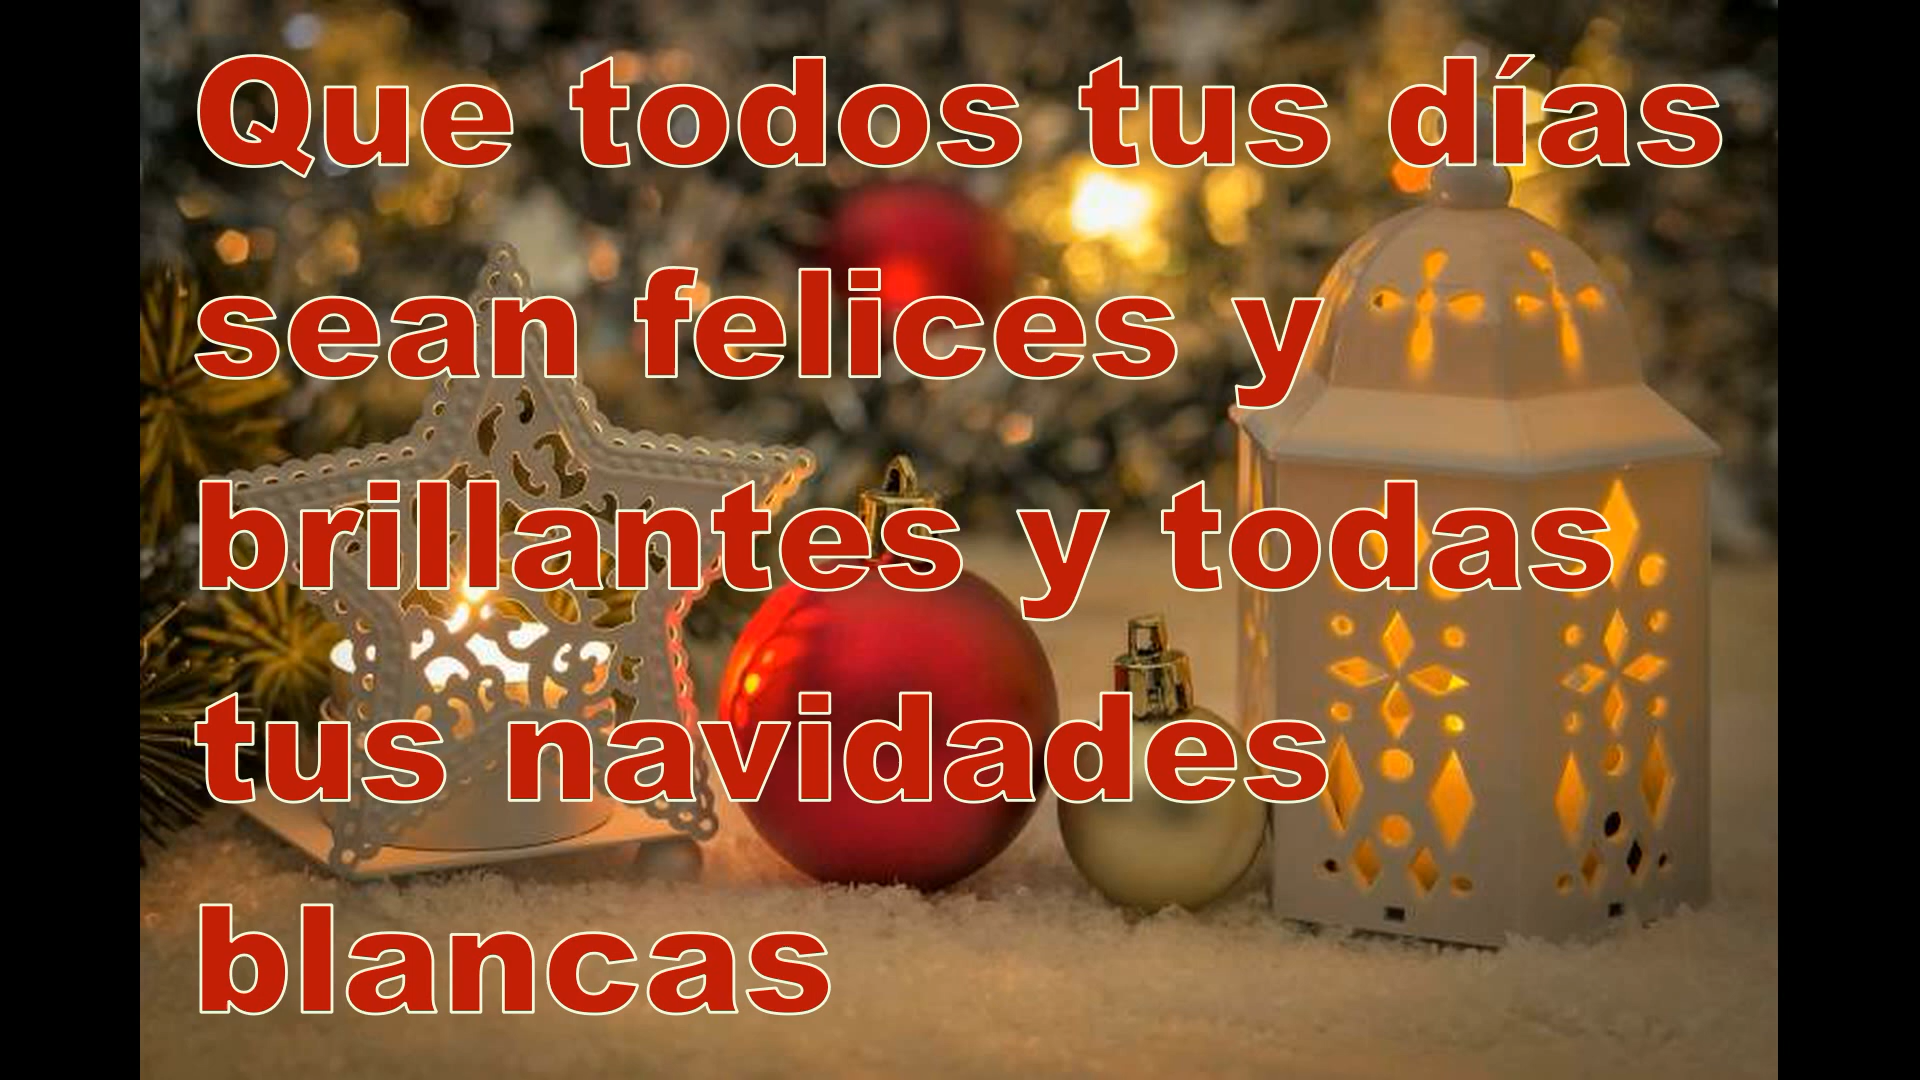 Que todos tus días
sean felices y
brillantes y todas
tus navidades
blancas